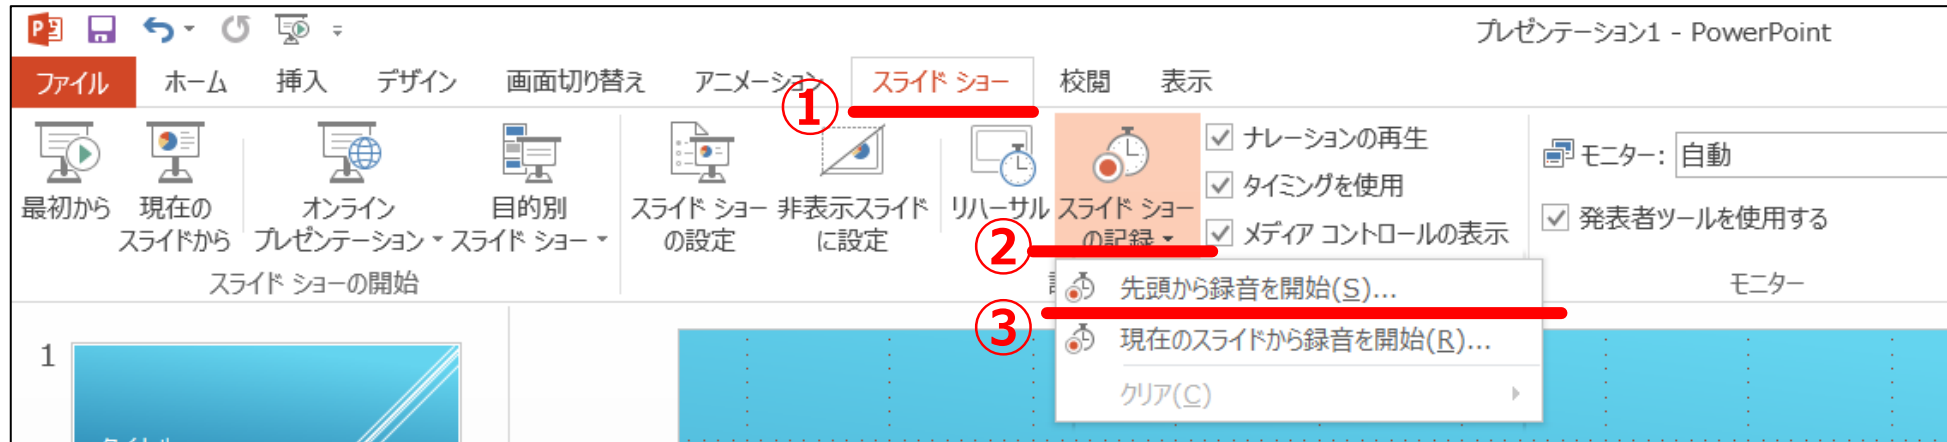 プレゼンテーション1 - PowerPoint
ファイル ホーム 挿入 デザイン 画面切り替え アニメーション スライド ショー 校閲 表示
①
最初から
現在の
スライドから
オンライン
プレゼンテーション
目的別
スライド ショー
スライド ショーの開始
スライド ショー
の設定
非表示スライド
に設定
リハーサル
スライド ショー
の記録
②
ナレーションの再生
タイミングを使用
メディア コントロールの表示
モニター: 自動
発表者ツールを使用する
モニター
先頭から録音を開始(S)...
③
現在のスライドから録音を開始(R)...
クリア(C)
1